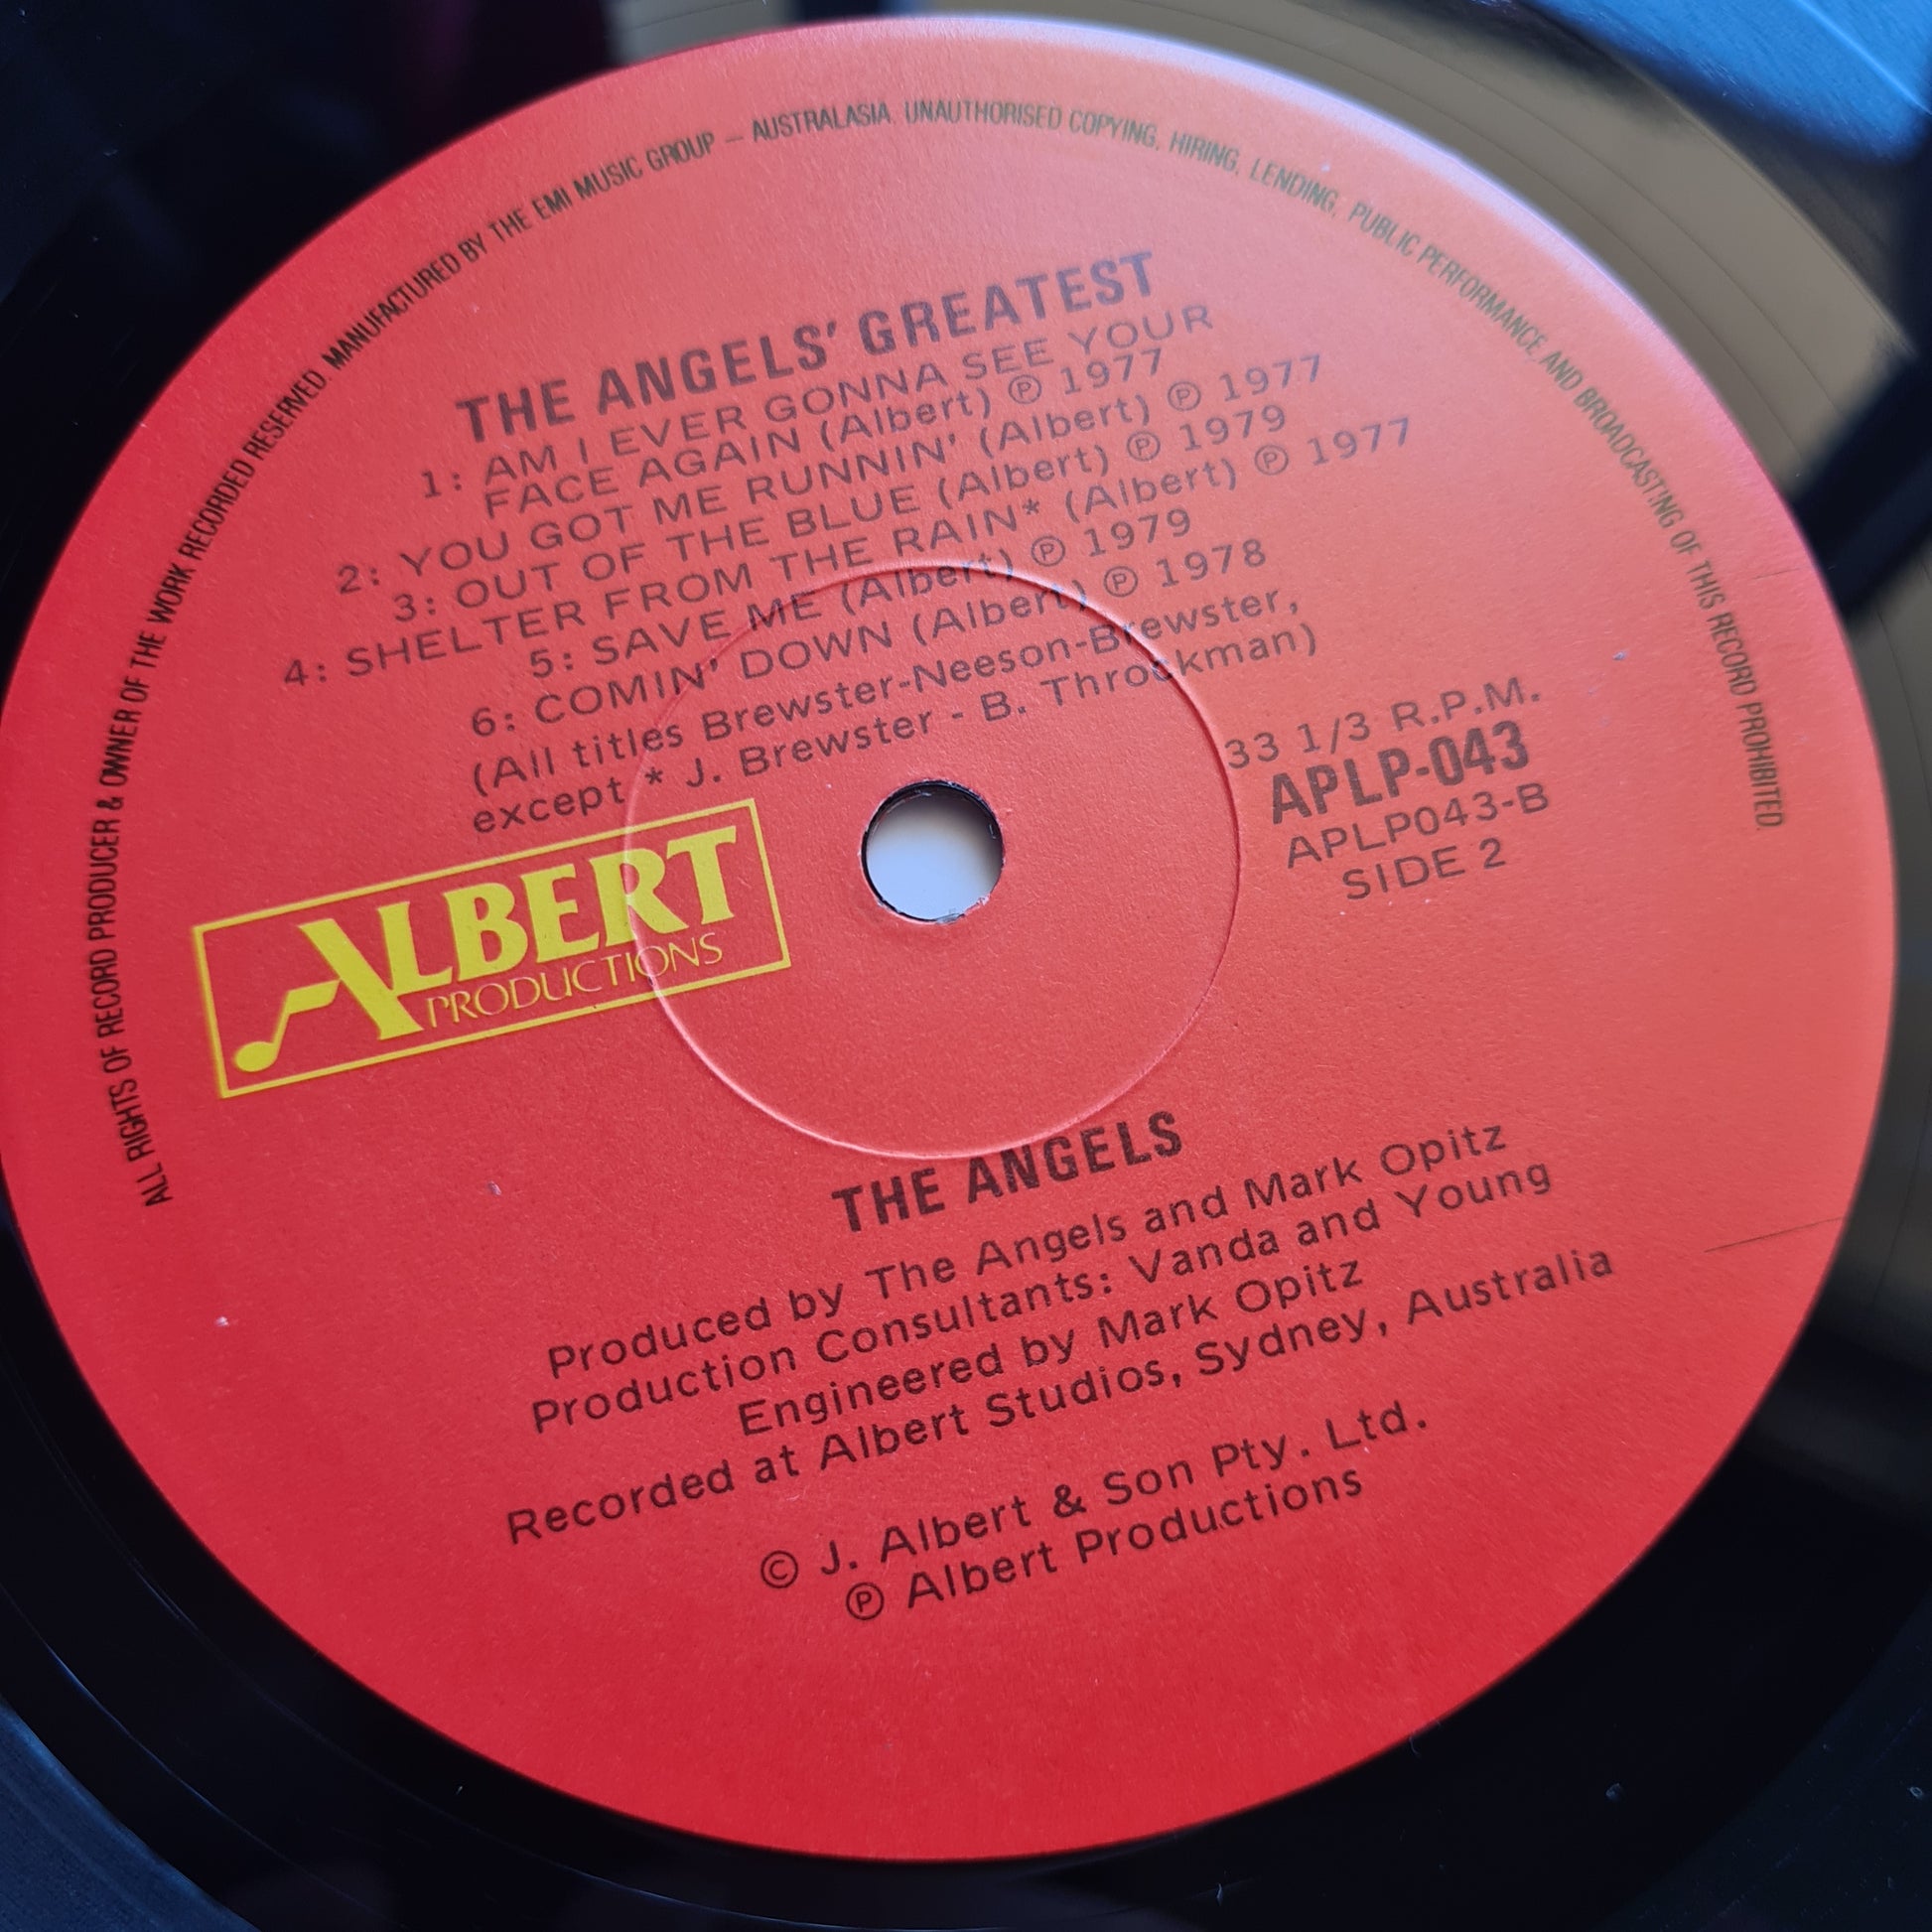 ALL RIGHTS OF RECORD PRODUCER & OWNER OF THE WORK RECORDED RESERVED. MANUFACTURED BY THE EMI MUSIC GROUP – AUSTRALASIA. UNAUTHORISED COPYING, HIRING, LENDING, PUBLIC PERFORMANCE AND BROADCASTING OF THIS RECORD PROHIBITED.
THE ANGELS' GREATEST
1: AM I EVER GONNA SEE YOUR
FACE AGAIN (Albert) ℗ 1977
2: YOU GOT ME RUNNIN' (Albert) ℗ 1977
3: OUT OF THE BLUE (Albert) ℗ 1979
4: SHELTER FROM THE RAIN* (Albert) ℗ 1977
5: SAVE ME (Albert) ℗ 1979
6: COMIN' DOWN (Albert) ℗ 1978
(All titles Brewster-Neeson-Brewster,
except * J. Brewster - B. Throckman)
33 1/3 R.P.M.
APLP-043
APLP043-B
SIDE 2
ALBERT
PRODUCTIONS
THE ANGELS
Produced by The Angels and Mark Opitz
Production Consultants: Vanda and Young
Engineered by Mark Opitz
Recorded at Albert Studios, Sydney, Australia
© J. Albert & Son Pty. Ltd.
℗ Albert Productions